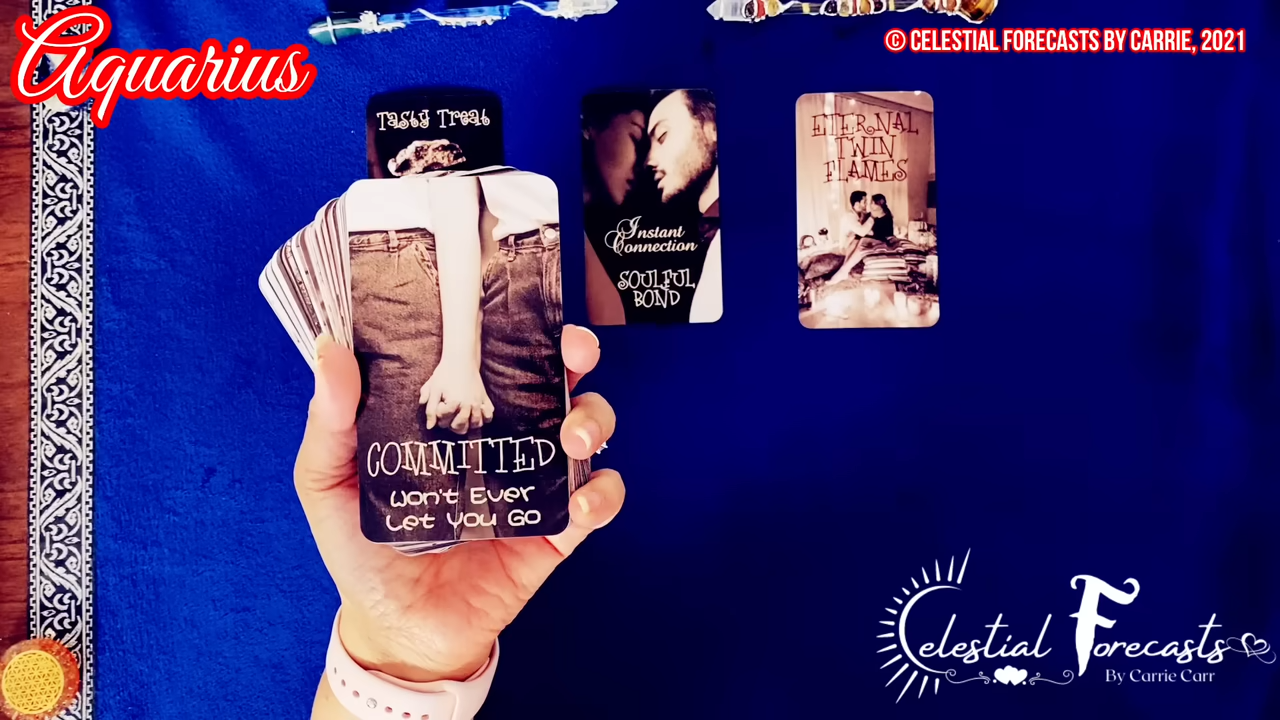 Aquarius
© CELESTIAL FORECASTS BY CARRIE, 2021
Tasty Treat
Instant
Connection
SOULFUL
BOND
ETERNAL
TWIN
FLAMES
COMMITTED
Won't Ever
Let You Go
Celestial Forecasts
By Carrie Carr